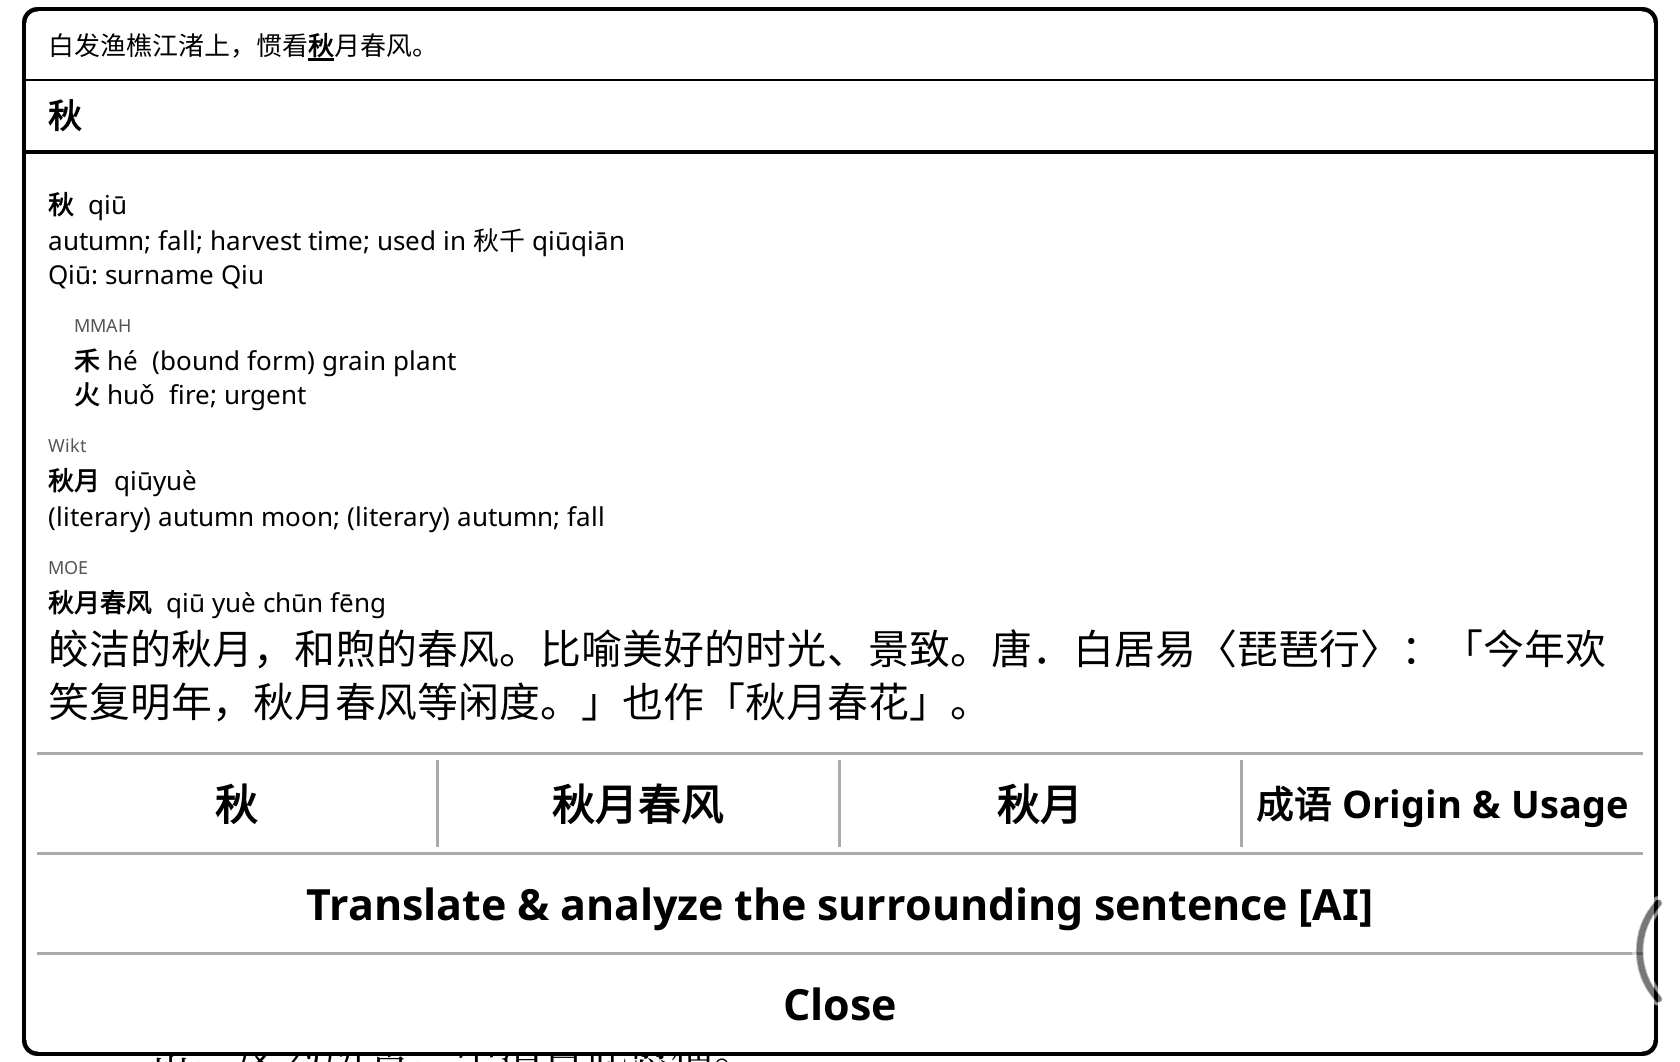 白发渔樵江渚上，惯看秋月春风。
秋
秋 qiū
autumn; fall; harvest time; used in 秋千 qiūqiān
Qiū: surname Qiu
MMAH
禾 hé (bound form) grain plant
火 huǒ fire; urgent
Wikt
秋月 qiūyuè
(literary) autumn moon; (literary) autumn; fall
MOE
秋月春风 qiū yuè chūn fēng
皎洁的秋月，和煦的春风。比喻美好的时光、景致。唐．白居易〈琵琶行〉：「今年欢
笑复明年，秋月春风等闲度。」也作「秋月春花」。
秋 秋月春风 秋月 成语 Origin & Usage
Translate & analyze the surrounding sentence [AI]
Close